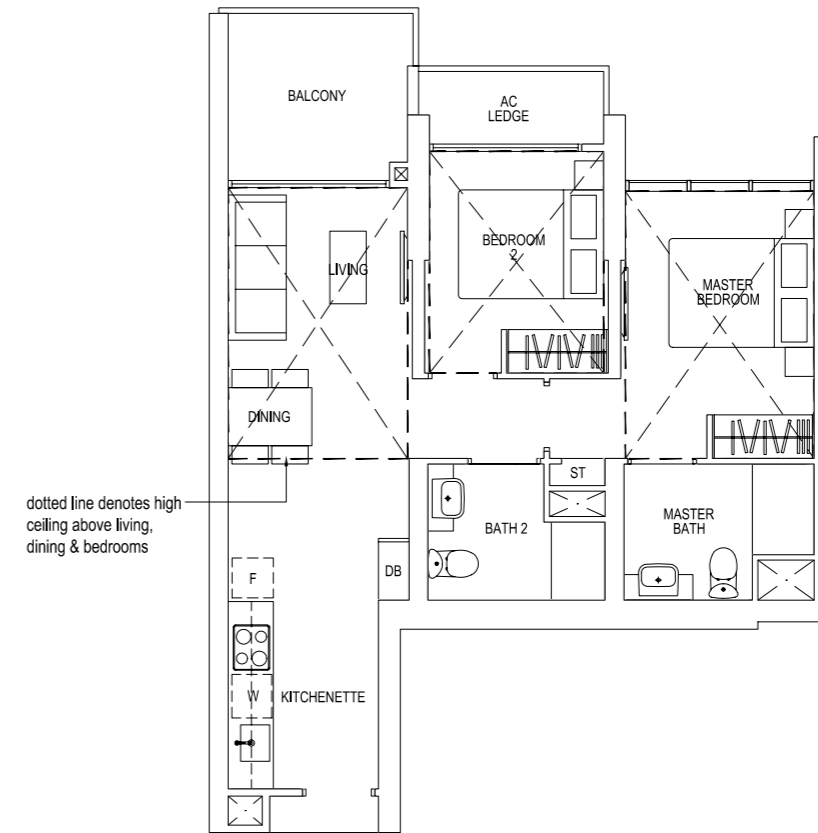 BALCONY
AC
LEDGE
BEDROOM
2
LIVING
MASTER
BEDROOM
DINING
ST
dotted line denotes high
ceiling above living,
dining & bedrooms
BATH 2
MASTER
BATH
F
DB
W
KITCHENETTE